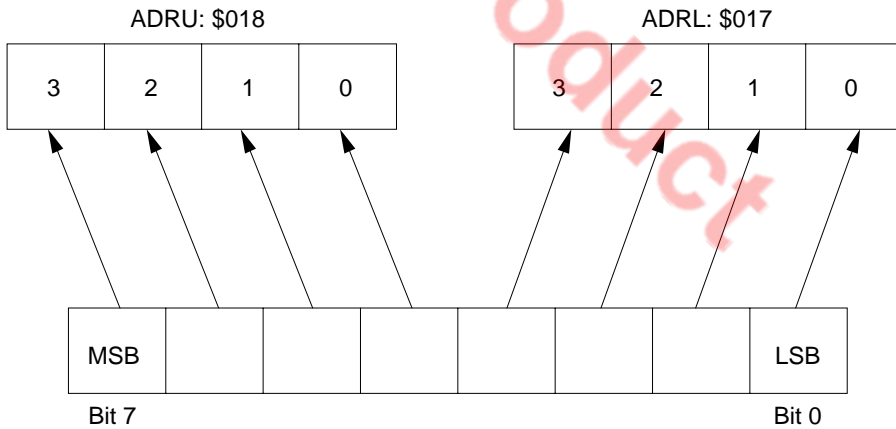 ADRU: $018 ADRL: $017
3 2 1 0 3 2 1 0
MSB LSB
Bit 7 Bit 0